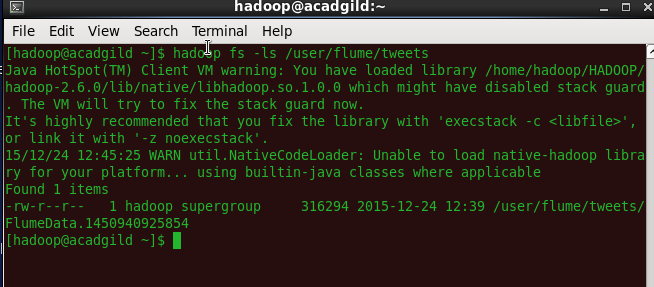 hadoop@acadgild:~
File Edit View Search Terminal Help
[hadoop@acadgild ~]$ hadoop fs -ls /user/flume/tweets
Java HotSpot(TM) Client VM warning: You have loaded library /home/hadoop/HADOOP/
hadoop-2.6.0/lib/native/libhadoop.so.1.0.0 which might have disabled stack guard
. The VM will try to fix the stack guard now.
It's highly recommended that you fix the library with 'execstack -c <libfile>',
or link it with '-z noexecstack'.
15/12/24 12:45:25 WARN util.NativeCodeLoader: Unable to load native-hadoop libra
ry for your platform... using builtin-java classes where applicable
Found 1 items
-rw-r--r--   1 hadoop supergroup     316294 2015-12-24 12:39 /user/flume/tweets/
FlumeData.1450940925854
[hadoop@acadgild ~]$